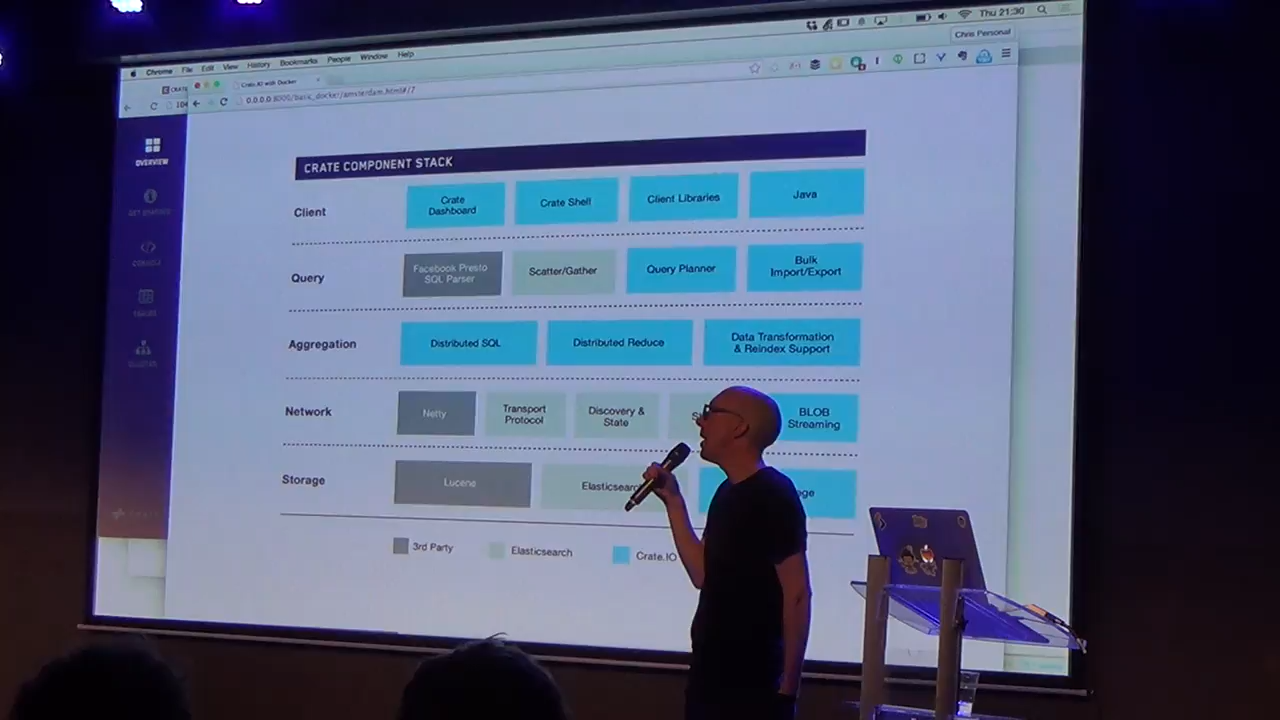 Chrome File Edit View History Bookmarks People Window Help
Thu 21:30
Chris Personal
CRATE
Crate.IO with Docker
0.0.0.0:8000/basic_docker/amsterdam.html#/7
OVERVIEW
GET STARTED
CONSOLE
TABLES
CRATE COMPONENT STACK
Client
Crate
Dashboard
Crate Shell
Client Libraries
Java
Query
Facebook Presto
SQL Parser
Scatter/Gather
Query Planner
Bulk
Import/Export
Aggregation
Distributed SQL
Distributed Reduce
Data Transformation
& Reindex Support
Network
Netty
Transport
Protocol
Discovery &
State
BLOB
Streaming
Storage
Lucene
Elasticsearch
3rd Party
Elasticsearch
Crate.IO